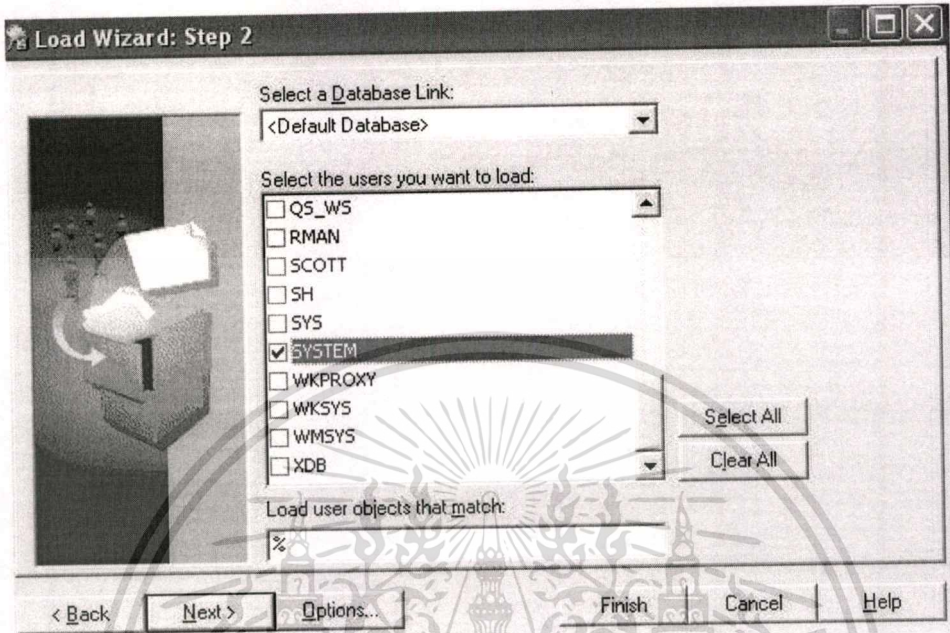 Load Wizard: Step 2
Select a Database Link:
<Default Database>
Select the users you want to load:
QS_WS
RMAN
SCOTT
SH
SYS
SYSTEM
WKPROXY
WKSYS
WMSYS
XDB
Select All
Clear All
Load user objects that match:
%
< Back
Next >
Options...
Finish
Cancel
Help